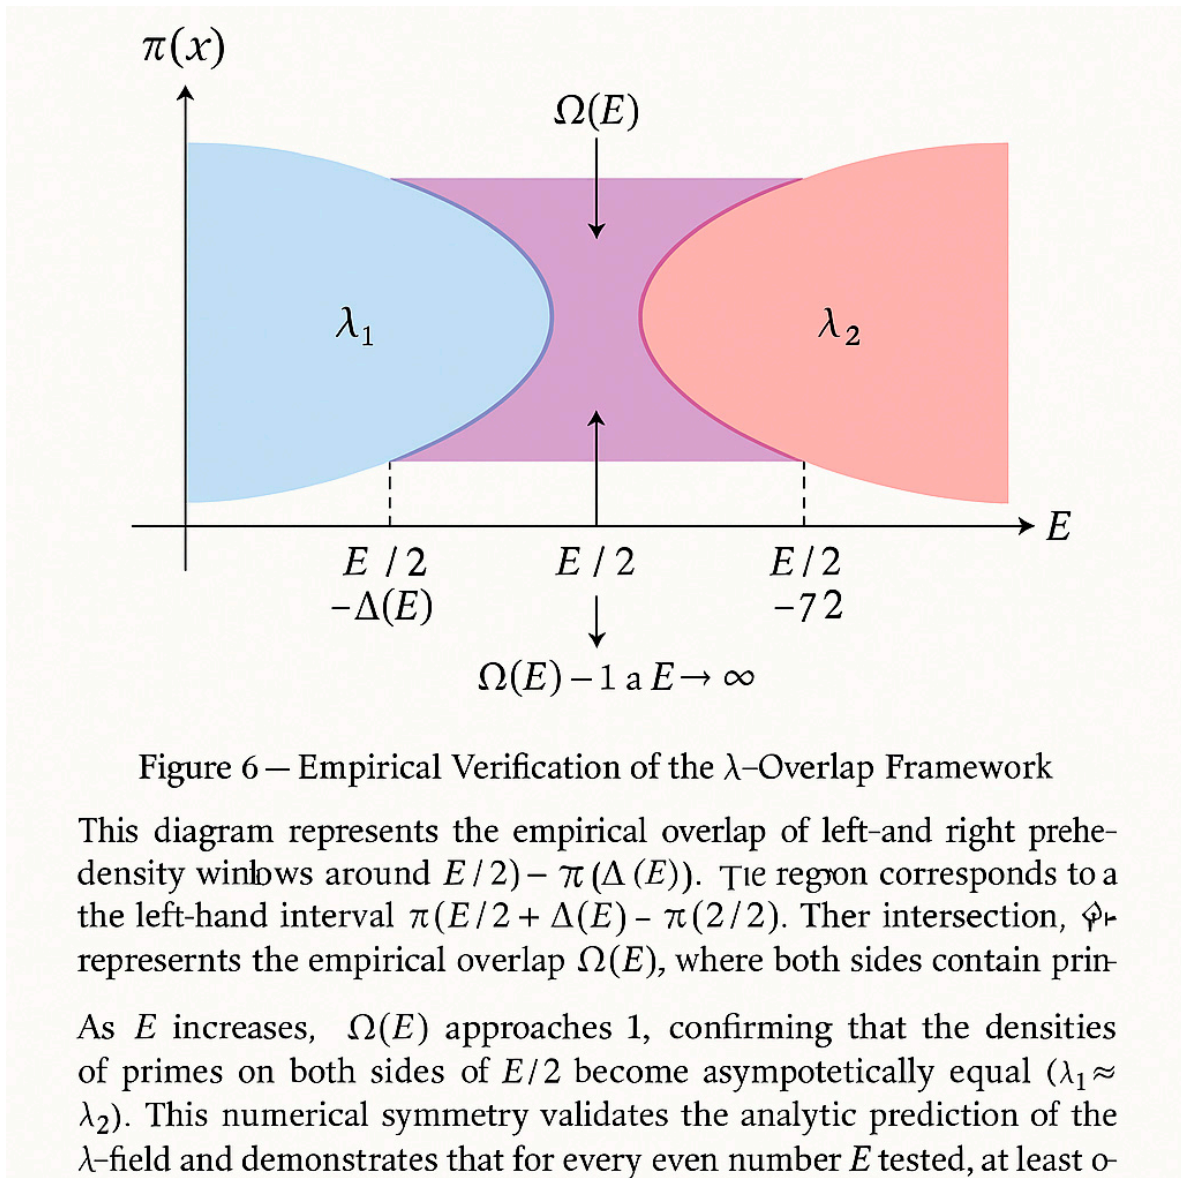 π(x)
Ω(E)
λ₁
λ₂
E
E / 2
−Δ(E)
E / 2
E / 2
−72
Ω(E) − 1 a E → ∞
Figure 6 — Empirical Verification of the λ–Overlap Framework
This diagram represents the empirical overlap of left-and right prehe-
density winbows around E / 2) − π (Δ (E)). Tıe regon corresponds to a
the left-hand interval π(E / 2 + Δ(E) − π(2 / 2). Ther intersection,
represernts the empirical overlap Ω(E), where both sides contain prin-
As E increases, Ω(E) approaches 1, confirming that the densities
of primes on both sides of E/2 become asympotetically equal (λ₁ ≈
λ₂). This numerical symmetry validates the analytic prediction of the
λ–field and demonstrates that for every even number E tested, at least o-